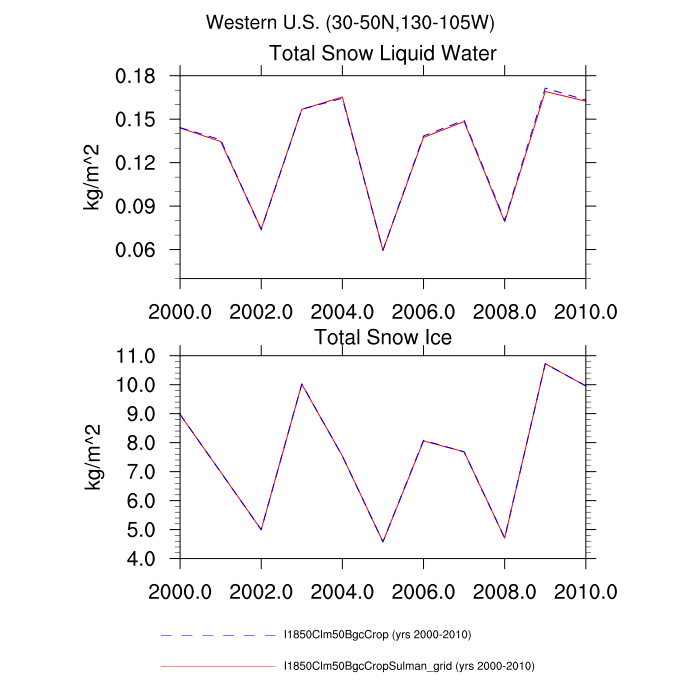 Western U.S. (30-50N,130-105W)
Total Snow Liquid Water
0.18
0.15
0.12
0.09
0.06
kg/m^2
2000.0 2002.0 2004.0 2006.0 2008.0 2010.0
Total Snow Ice
11.0
10.0
9.0
8.0
7.0
6.0
5.0
4.0
kg/m^2
2000.0 2002.0 2004.0 2006.0 2008.0 2010.0
I1850Clm50BgcCrop (yrs 2000-2010)
I1850Clm50BgcCropSulman_grid (yrs 2000-2010)